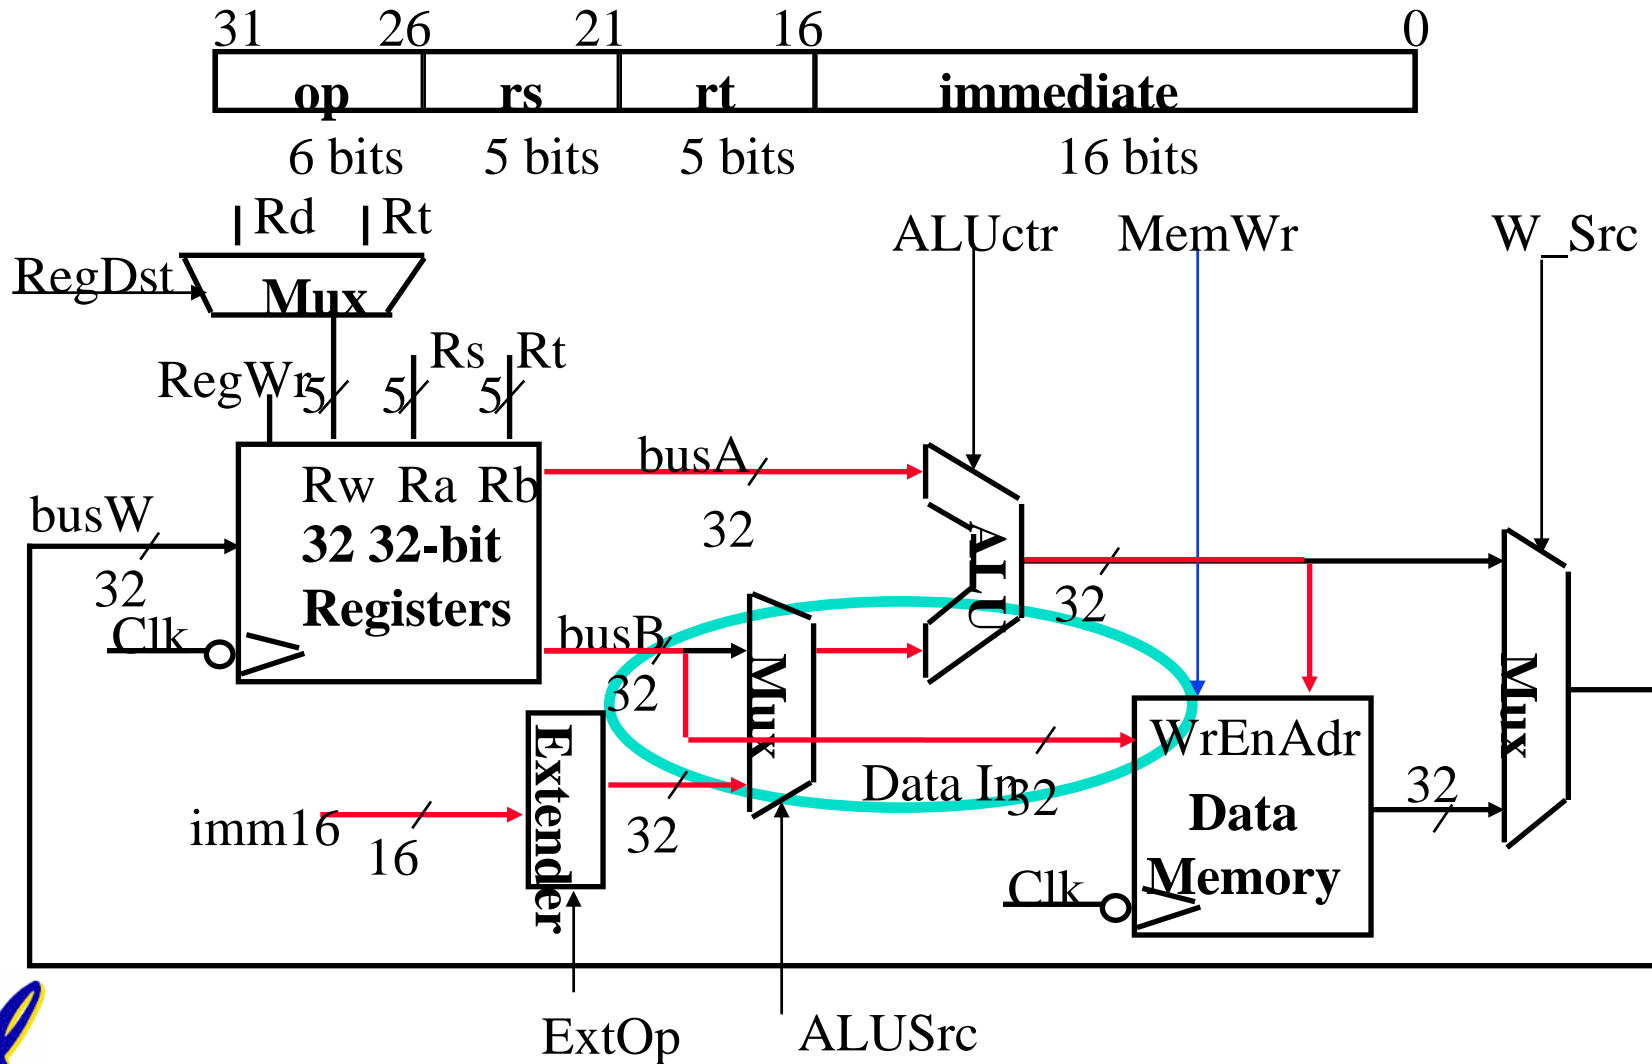 31 26 21 16 0
op rs rt immediate
6 bits 5 bits 5 bits 16 bits
Rd Rt
ALUctr MemWr W_Src
RegDst
Mux
Rs Rt
RegWr 5 5 5
busA
Rw Ra Rb
busW
32
32 32-bit
32
ALU
32
Registers
Clk
busB
32
Mux
Mux
WrEn Adr
Extender
Data In 32
32
imm16
16
32
Data
Memory
Clk
ExtOp
ALUSrc